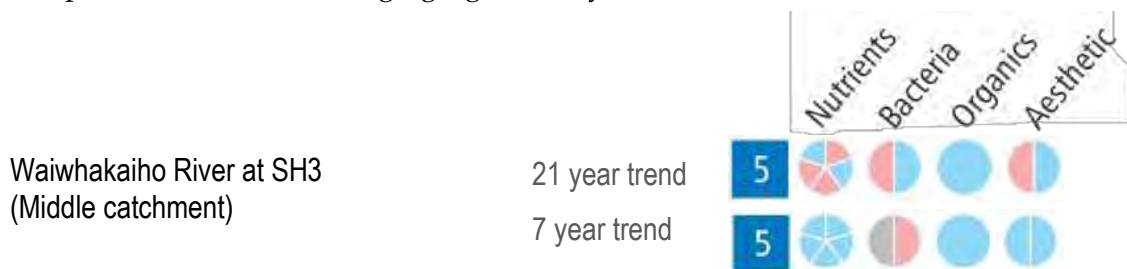 Nutrients
Bacteria
Organics
Aesthetic
Waiwhakaiho River at SH3
(Middle catchment)
21 year trend
5
7 year trend
5